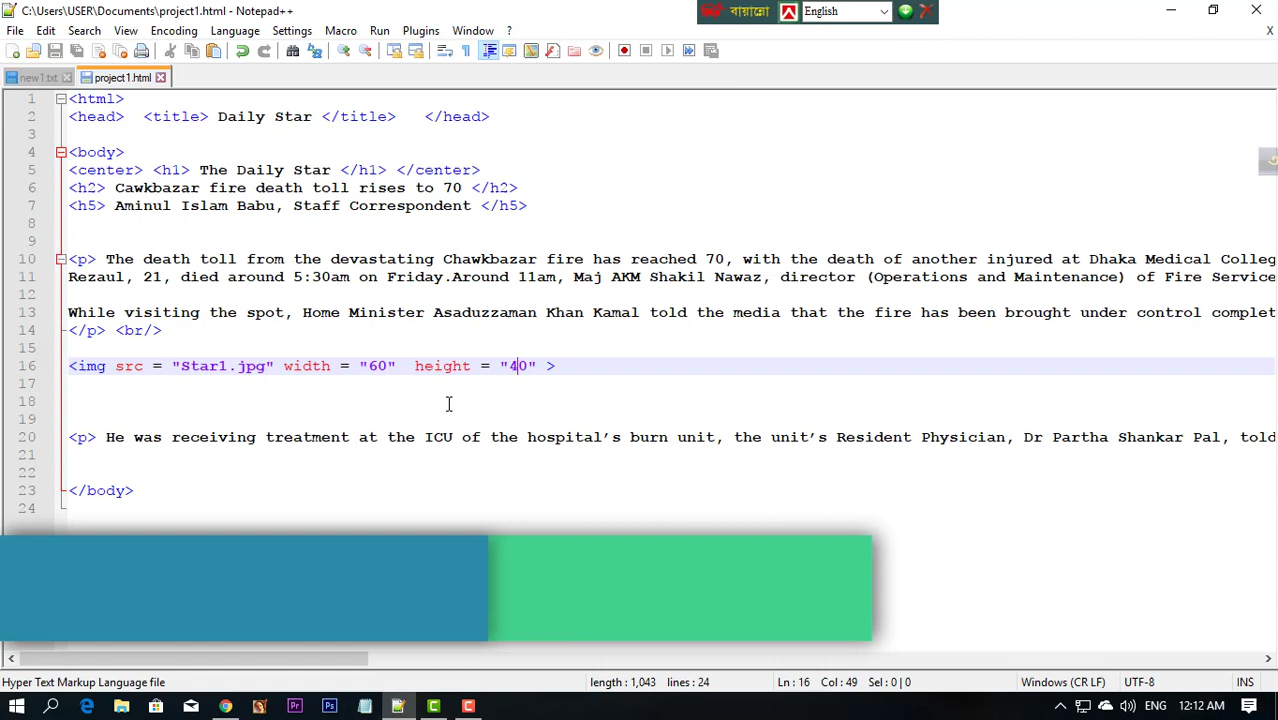 C:\Users\USER\Documents\project1.html - Notepad++
বায়ান্নো English
File Edit Search View Encoding Language Settings Macro Run Plugins Window ? X
new1.txt project1.html
1 <html>
2 <head> <title> Daily Star </title> </head>
3
4 <body>
5 <center> <h1> The Daily Star </h1> </center>
6 <h2> Cawkbazar fire death toll rises to 70 </h2>
7 <h5> Aminul Islam Babu, Staff Correspondent </h5>
8
9
10 <p> The death toll from the devastating Chawkbazar fire has reached 70, with the death of another injured at Dhaka Medical Colleg
11 Rezaul, 21, died around 5:30am on Friday.Around 11am, Maj AKM Shakil Nawaz, director (Operations and Maintenance) of Fire Service
12
13 While visiting the spot, Home Minister Asaduzzaman Khan Kamal told the media that the fire has been brought under control complet
14 </p> <br/>
15
16 <img src = "Star1.jpg" width = "60" height = "40" >
17
18
19
20 <p> He was receiving treatment at the ICU of the hospital’s burn unit, the unit’s Resident Physician, Dr Partha Shankar Pal, told
21
22
23 </body>
24
Hyper Text Markup Language file length : 1,043 lines : 24 Ln : 16 Col : 49 Sel : 0 | 0 Windows (CR LF) UTF-8 INS
ENG 12:12 AM